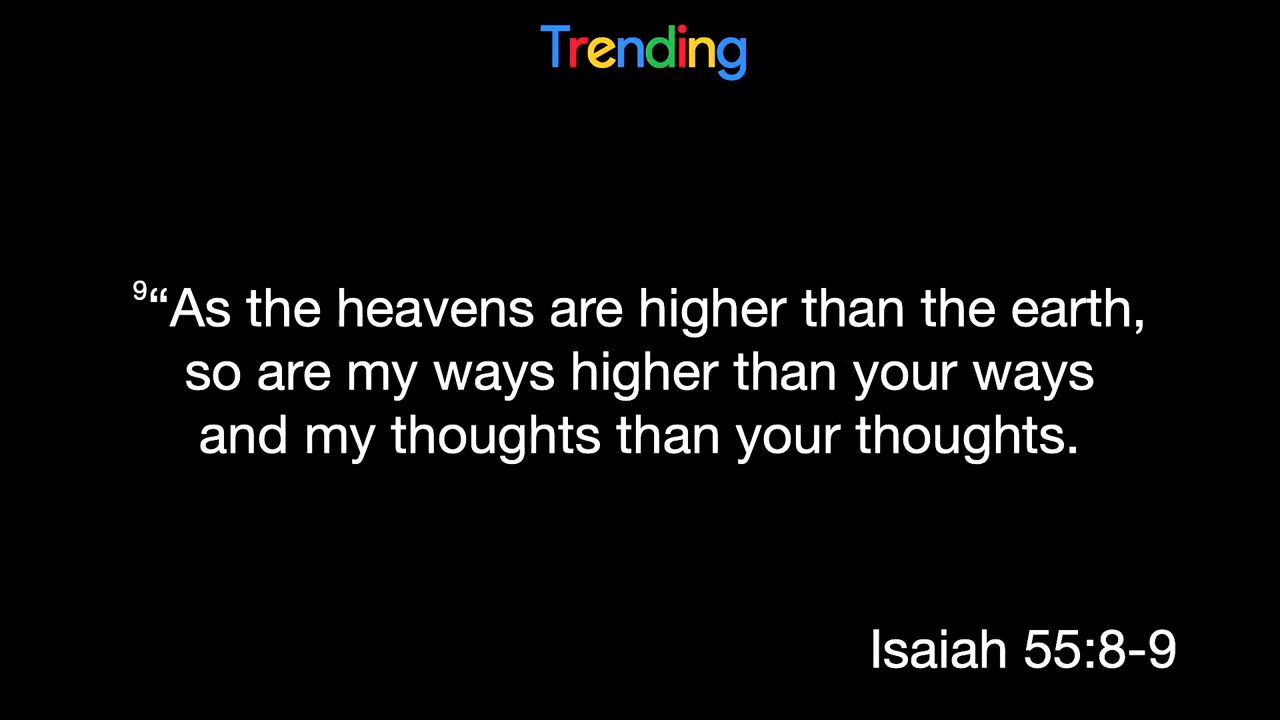 Trending
⁹“As the heavens are higher than the earth,
so are my ways higher than your ways
and my thoughts than your thoughts.
Isaiah 55:8-9